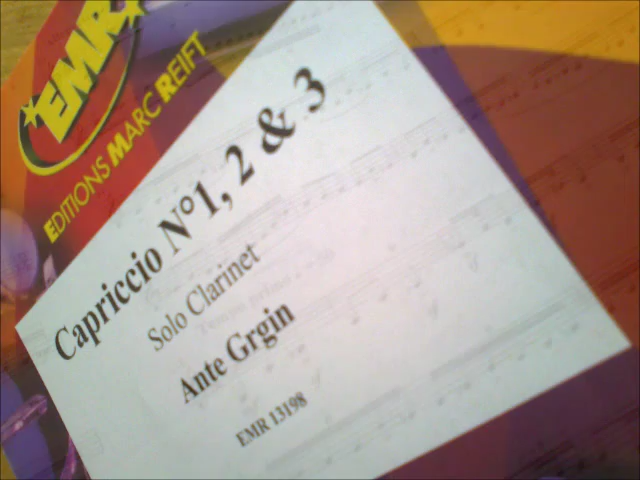 EMR
EDITIONS MARC REIFT
Capriccio N°1, 2 & 3
Solo Clarinet
Ante Grgin
EMR 13198